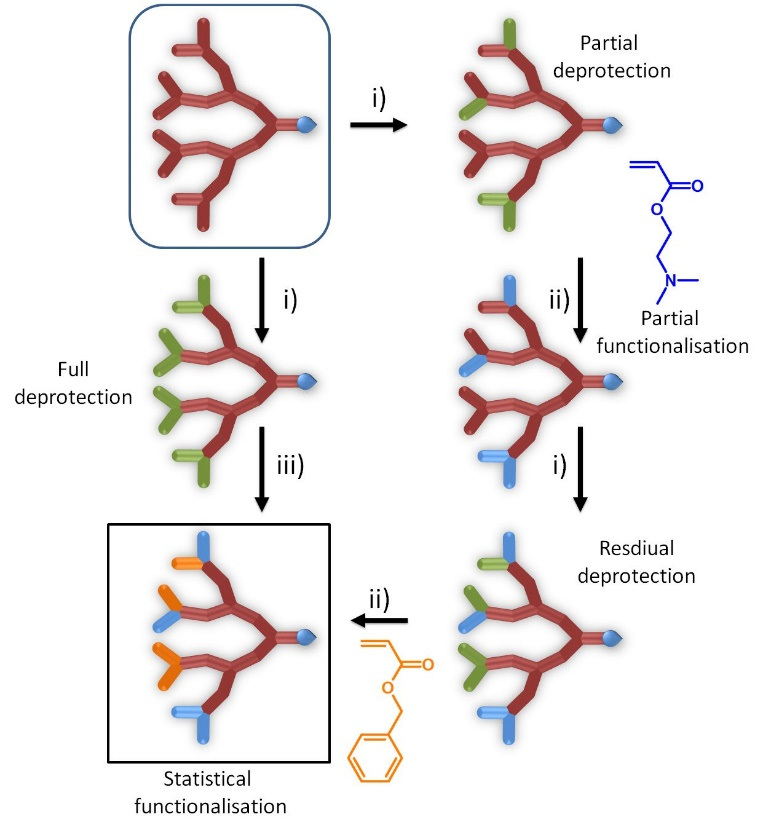 Partial
deprotection
i)
O
O
N
Partial
functionalisation
i)
ii)
Full
deprotection
iii)
i)
Resdiual
deprotection
ii)
O
O
Statistical
functionalisation